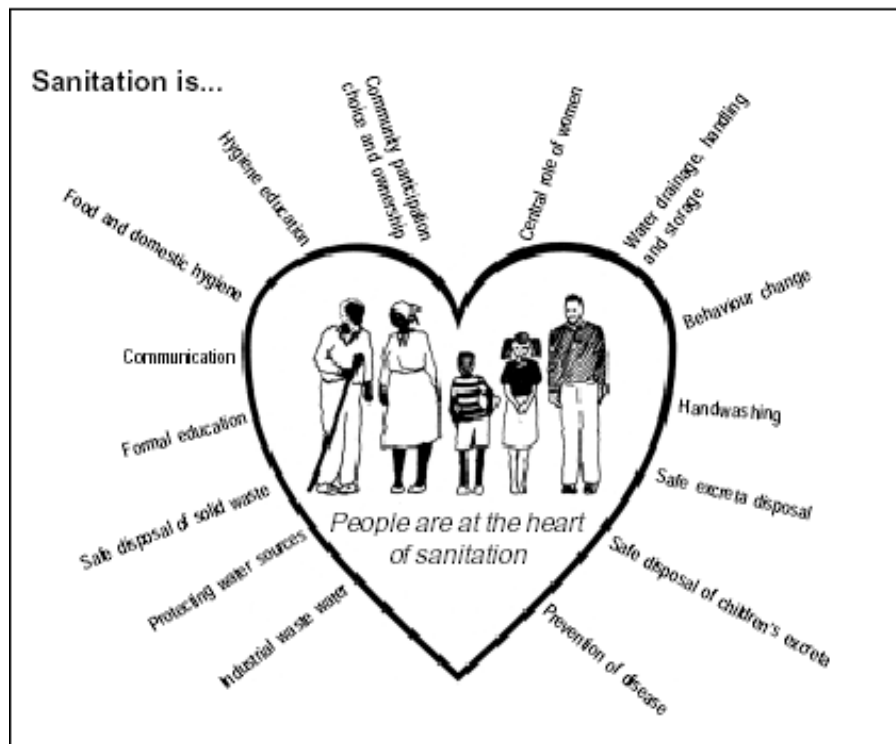 Sanitation is...
Community participation
choice and ownership
Central role of women
Water drainage, handling
and storage
Hygiene education
Food and domestic hygiene
Behaviour change
Communication
Handwashing
Formal education
Safe excreta disposal
Safe disposal of solid waste
People are at the heart
of sanitation
Protecting water sources
Safe disposal of children's excreta
Industrial waste water
Prevention of disease